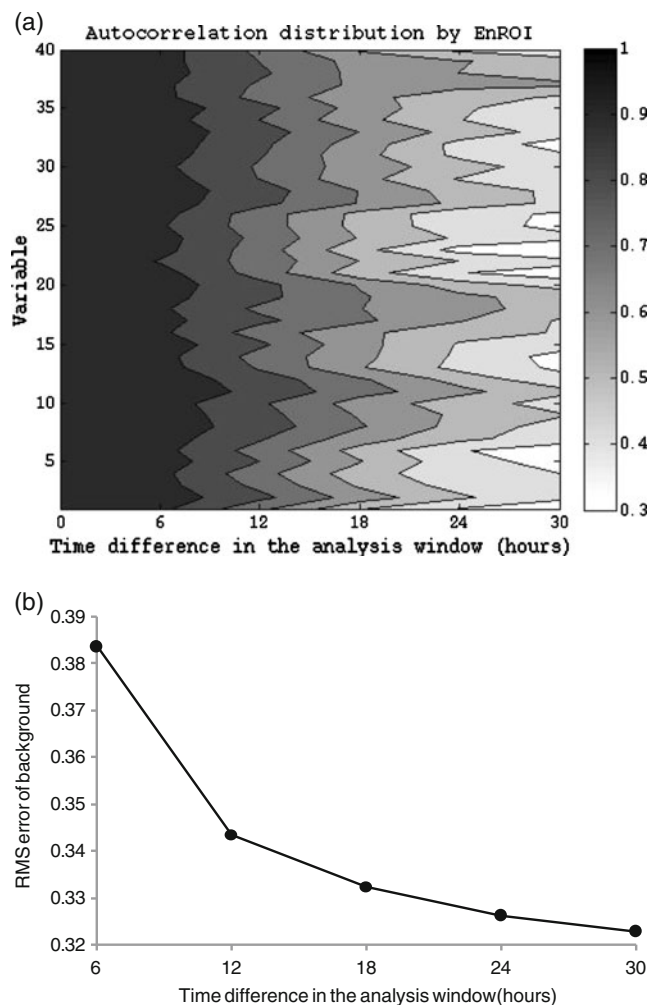 (a)
Autocorrelation distribution by EnROI
40
35
30
25
20
15
10
5
Variable
0 6 12 18 24 30
Time difference in the analysis window (hours)
1
0.9
0.8
0.7
0.6
0.5
0.4
0.3
(b)
0.39
0.38
0.37
0.36
0.35
0.34
0.33
0.32
RMS error of background
6 12 18 24 30
Time difference in the analysis window(hours)